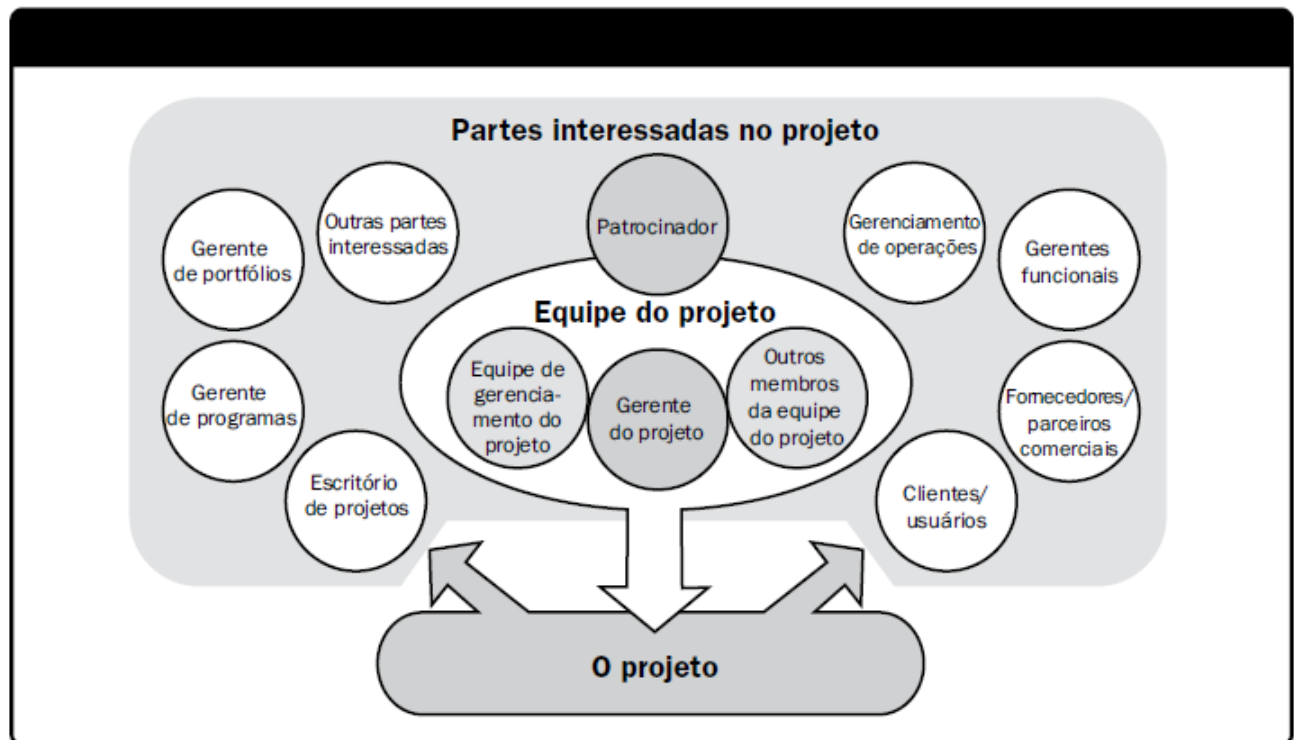 Partes interessadas no projeto
Gerente
de portfólios
Outras partes
interessadas
Patrocinador
Gerenciamento
de operações
Gerentes
funcionais
Equipe do projeto
Gerente
de programas
Equipe de
gerencia-
mento do
projeto
Gerente
do projeto
Outros
membros
da equipe
do projeto
Fornecedores/
parceiros
comerciais
Escritório
de projetos
Clientes/
usuários
O projeto